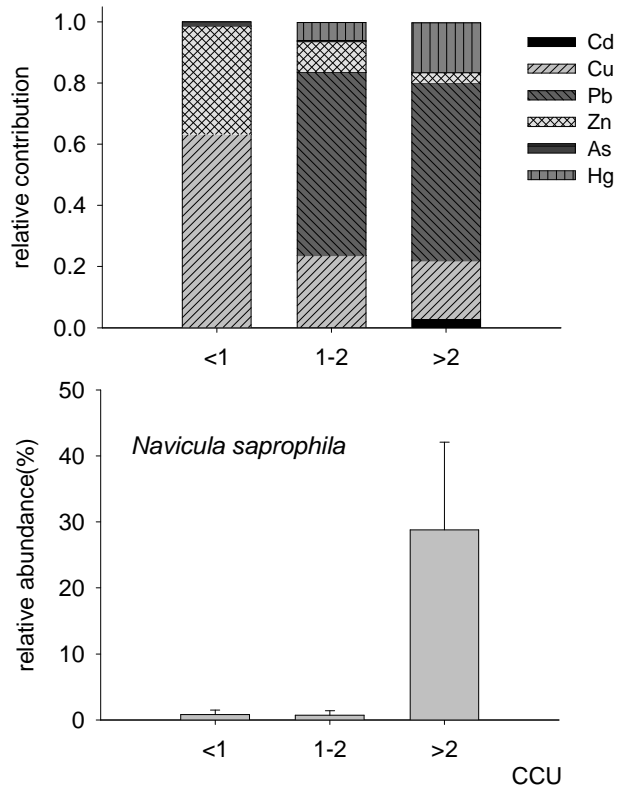 1.0
0.8
0.6
0.4
0.2
0.0
relative contribution
<1 1-2 >2
Cd
Cu
Pb
Zn
As
Hg
50
40
30
20
10
0
relative abundance(%)
Navicula saprophila
<1 1-2 >2
CCU